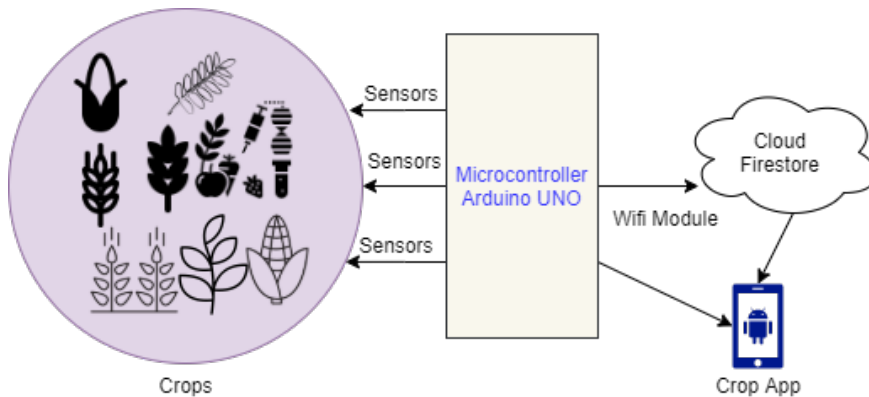 Sensors
Sensors
Sensors
Microcontroller
Arduino UNO
Wifi Module
Cloud
Firestore
Crops
Crop App